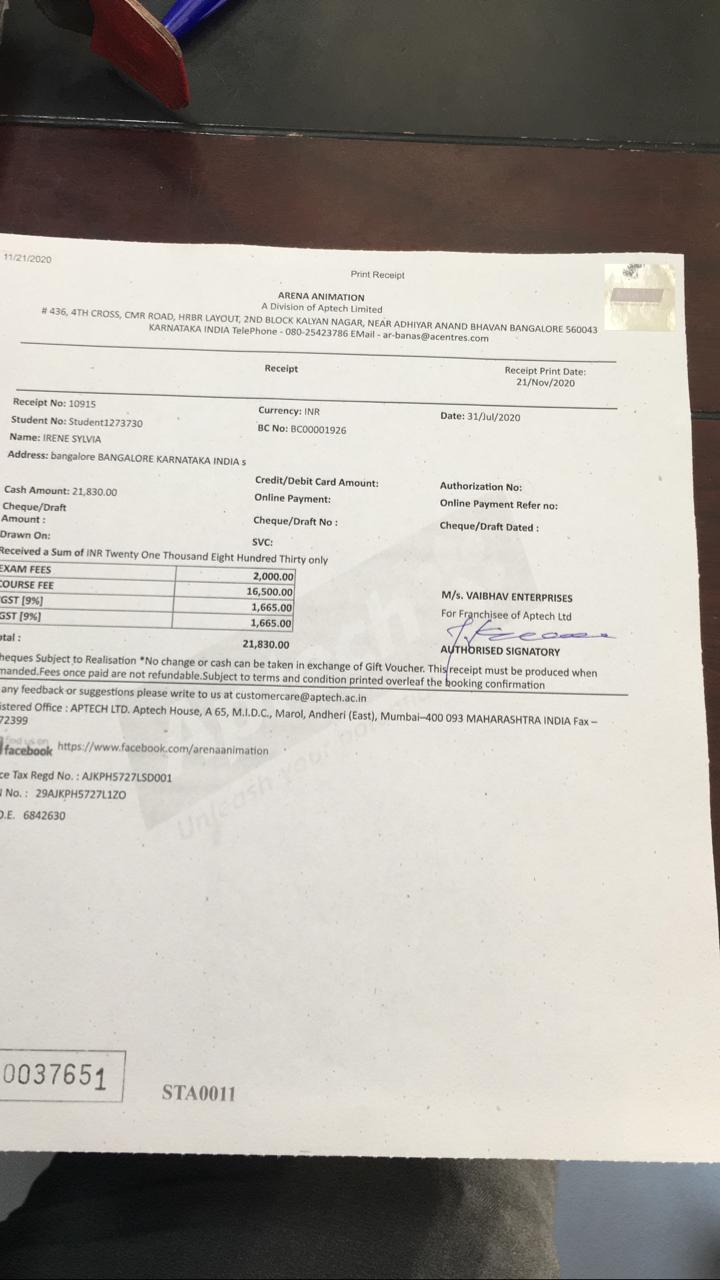 11/21/2020
Print Receipt
ARENA ANIMATION
A Division of Aptech Limited
# 436, 4TH CROSS, CMR ROAD, HRBR LAYOUT, 2ND BLOCK KALYAN NAGAR, NEAR ADHIYAR ANAND BHAVAN BANGALORE 560043
KARNATAKA INDIA TelePhone - 080-25423786 EMail - ar-banas@acentres.com
Receipt
Receipt Print Date:
21/Nov/2020
Receipt No: 10915
Currency: INR
Date: 31/Jul/2020
Student No: Student1273730
BC No: BC00001926
Name: IRENE SYLVIA
Address: bangalore BANGALORE KARNATAKA INDIA s
Cash Amount: 21,830.00
Credit/Debit Card Amount:
Authorization No:
Online Payment:
Online Payment Refer no:
Cheque/Draft
Amount :
Cheque/Draft No :
Cheque/Draft Dated :
Drawn On:
SVC:
Received a Sum of INR Twenty One Thousand Eight Hundred Thirty only
EXAM FEES 2,000.00
COURSE FEE 16,500.00
GST [9%] 1,665.00
GST [9%] 1,665.00
otal : 21,830.00
M/s. VAIBHAV ENTERPRISES
For Franchisee of Aptech Ltd
AUTHORISED SIGNATORY
heques Subject to Realisation *No change or cash can be taken in exchange of Gift Voucher. This receipt must be produced when
manded.Fees once paid are not refundable.Subject to terms and condition printed overleaf the booking confirmation
any feedback or suggestions please write to us at customercare@aptech.ac.in
istered Office : APTECH LTD. Aptech House, A 65, M.I.D.C., Marol, Andheri (East), Mumbai–400 093 MAHARASHTRA INDIA Fax –
72399
find us on
facebook https://www.facebook.com/arenaanimation
ce Tax Regd No. : AJKPH5727LSD001
No. : 29AJKPH5727L1ZO
O.E. 6842630
Aptech
Unleash your potential
0037651
STA0011